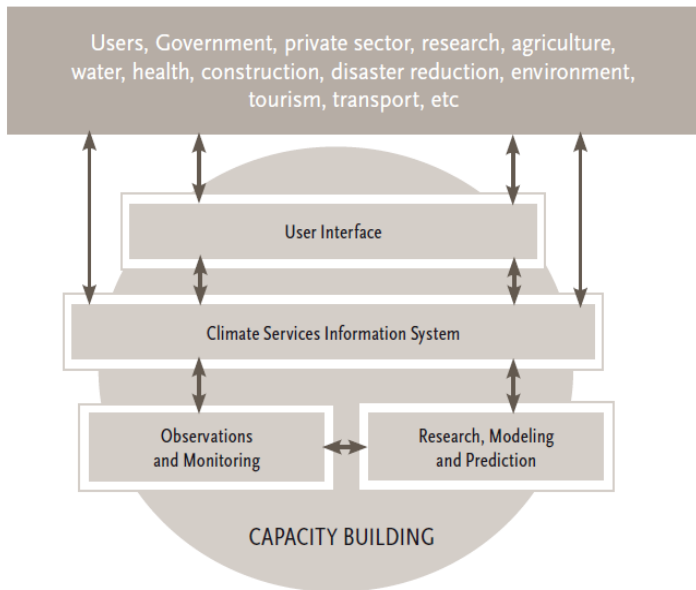 Users, Government, private sector, research, agriculture,
water, health, construction, disaster reduction, environment,
tourism, transport, etc
User Interface
Climate Services Information System
Observations
and Monitoring
Research, Modeling
and Prediction
CAPACITY BUILDING